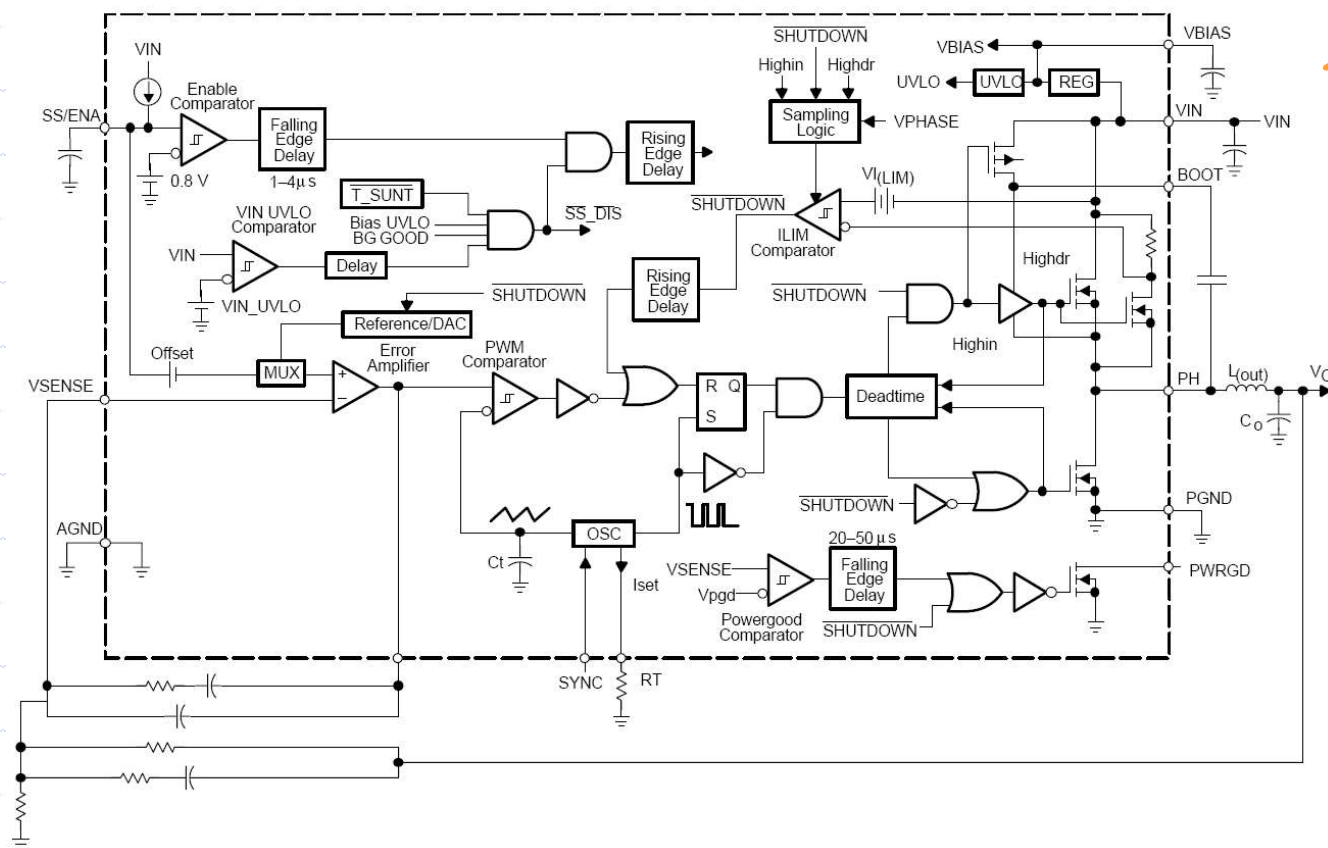 SHUTDOWN
VBIAS
VBIAS
VIN
Highin
Highdr
Enable
Comparator
UVLO
UVLO
REG
SS/ENA
Falling
Edge
Delay
Sampling
Logic
VPHASE
VIN
VIN
Rising
Edge
Delay
0.8 V
1–4μs
VI(LIM)
BOOT
T_SUNT
SHUTDOWN
VIN UVLO
Comparator
Bias UVLO
BG GOOD
SS_DIS
ILIM
Comparator
VIN
Delay
Rising
Edge
Delay
Highdr
VIN_UVLO
SHUTDOWN
SHUTDOWN
Reference/DAC
Highin
Offset
Error
Amplifier
PWM
Comparator
MUX
VSENSE
+
−
R
Q
S
Deadtime
PH
L(out)
VO
Co
SHUTDOWN
PGND
AGND
OSC
Ct
Iset
20–50 μs
VSENSE
Vpgd
Falling
Edge
Delay
PWRGD
Powergood
Comparator
SHUTDOWN
SYNC
RT